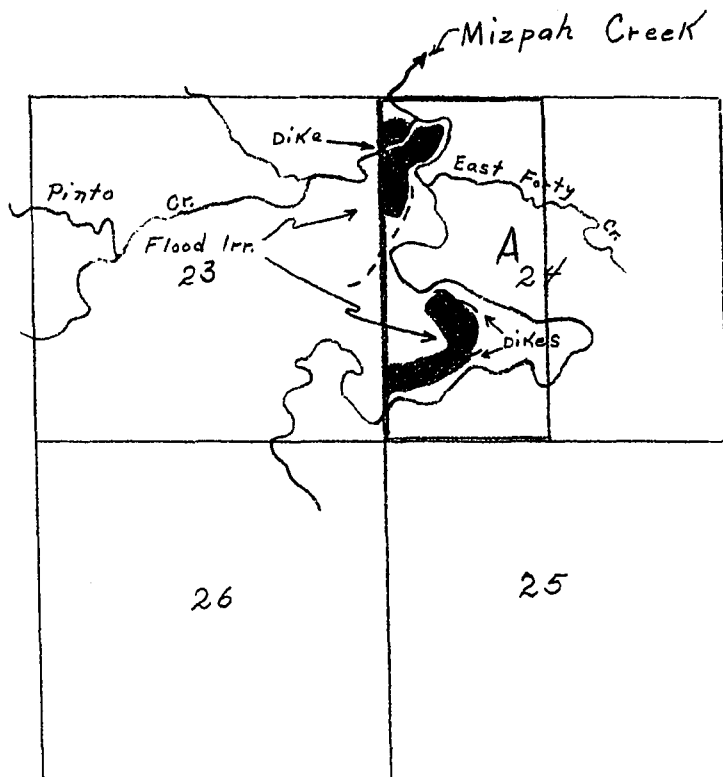 Mizpah Creek
Dike
East Forty Cr.
Pinto Cr.
Flood Irr.
23
A
24
Dikes
26
25